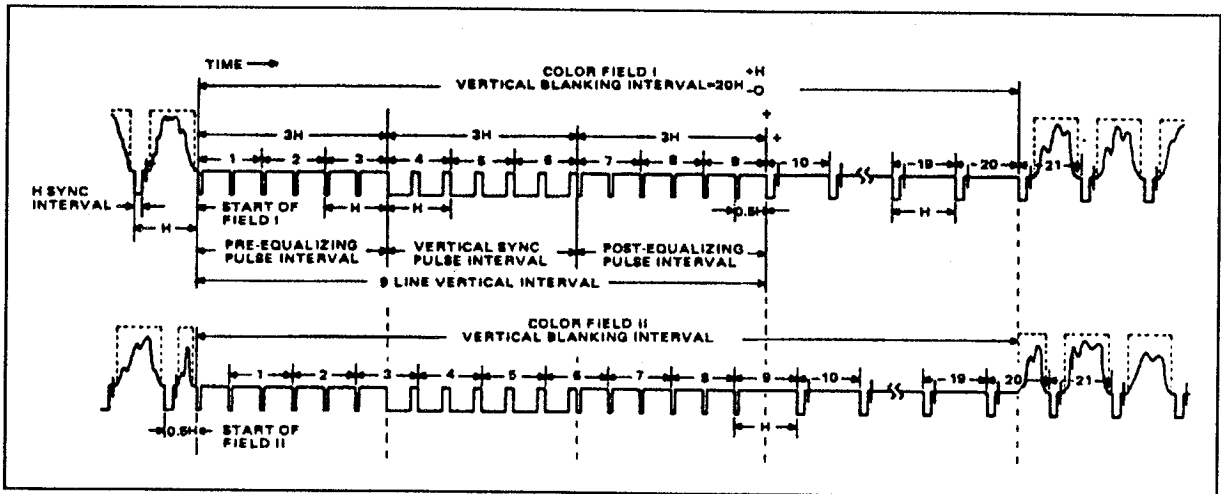 TIME
COLOR FIELD I
VERTICAL BLANKING INTERVAL=20H +H -O
+
3H 3H 3H +
1 2 3 4 5 6 7 8 9 10 19 20 21
H SYNC
INTERVAL
H
START OF
FIELD I
H H 0.5H H
PRE-EQUALIZING
PULSE INTERVAL
VERTICAL SYNC
PULSE INTERVAL
POST-EQUALIZING
PULSE INTERVAL
9 LINE VERTICAL INTERVAL
COLOR FIELD II
VERTICAL BLANKING INTERVAL
1 2 3 4 5 6 7 8 9 10 19 20 21
0.5H
START OF
FIELD II
H